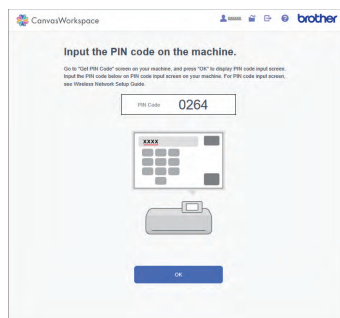 CanvasWorkspace
brother
Input the PIN code on the machine.
Go to "Get PIN Code" screen on your machine, and press "OK" to display PIN code input screen.
Input the PIN code below on PIN code input screen on your machine. For PIN code input screen,
see Wireless Network Setup Guide.
PIN Code 0264
XXXX
OK